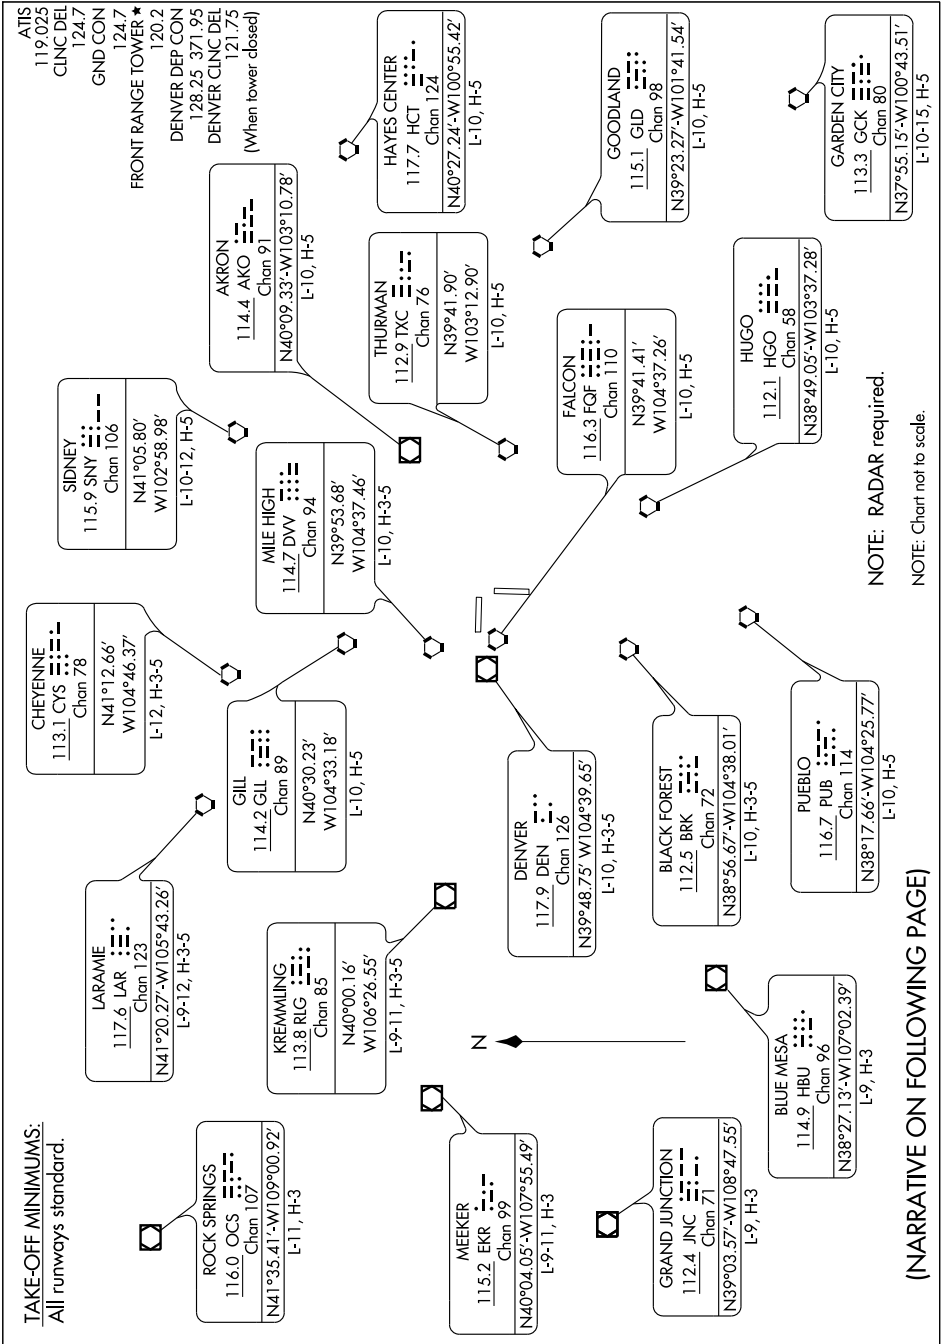 TAKE-OFF MINIMUMS:
All runways standard.
ATIS
119.025
CLNC DEL
124.7
GND CON
124.7
FRONT RANGE TOWER ★
120.2
DENVER DEP CON
128.25 371.95
DENVER CLNC DEL
121.75
(When tower closed)
ROCK SPRINGS
116.0 OCS
Chan 107
N41°35.41'-W109°00.92'
L-11, H-3
LARAMIE
117.6 LAR
Chan 123
N41°20.27'-W105°43.26'
L-9-12, H-3-5
CHEYENNE
113.1 CYS
Chan 78
N41°12.66'
W104°46.37'
L-12, H-3-5
SIDNEY
115.9 SNY
Chan 106
N41°05.80'
W102°58.98'
L-10-12, H-5
AKRON
114.4 AKO
Chan 91
N40°09.33'-W103°10.78'
L-10, H-5
GILL
114.2 GLL
Chan 89
N40°30.23'
W104°33.18'
L-10, H-5
KREMMLING
113.8 RLG
Chan 85
N40°00.16'
W106°26.55'
L-9-11, H-3-5
MILE HIGH
114.7 DVV
Chan 94
N39°53.68'
W104°37.46'
L-10, H-3-5
THURMAN
112.9 TXC
Chan 76
N39°41.90'
W103°12.90'
L-10, H-5
HAYES CENTER
117.7 HCT
Chan 124
N40°27.24'-W100°55.42'
L-10, H-5
MEEKER
115.2 EKR
Chan 99
N40°04.05'-W107°55.49'
L-9-11, H-3
N
DENVER
117.9 DEN
Chan 126
N39°48.75' W104°39.65'
L-10, H-3-5
FALCON
116.3 FQF
Chan 110
N39°41.41'
W104°37.26'
L-10, H-5
GOODLAND
115.1 GLD
Chan 98
N39°23.27'-W101°41.54'
L-10, H-5
GRAND JUNCTION
112.4 JNC
Chan 71
N39°03.57'-W108°47.55'
L-9, H-3
BLACK FOREST
112.5 BRK
Chan 72
N38°56.67'-W104°38.01'
L-10, H-3-5
HUGO
112.1 HGO
Chan 58
N38°49.05'-W103°37.28'
L-10, H-5
GARDEN CITY
113.3 GCK
Chan 80
N37°55.15'-W100°43.51'
L-10-15, H-5
BLUE MESA
114.9 HBU
Chan 96
N38°27.13'-W107°02.39'
L-9, H-3
PUEBLO
116.7 PUB
Chan 114
N38°17.66'-W104°25.77'
L-10, H-5
NOTE: RADAR required.
NOTE: Chart not to scale.
(NARRATIVE ON FOLLOWING PAGE)